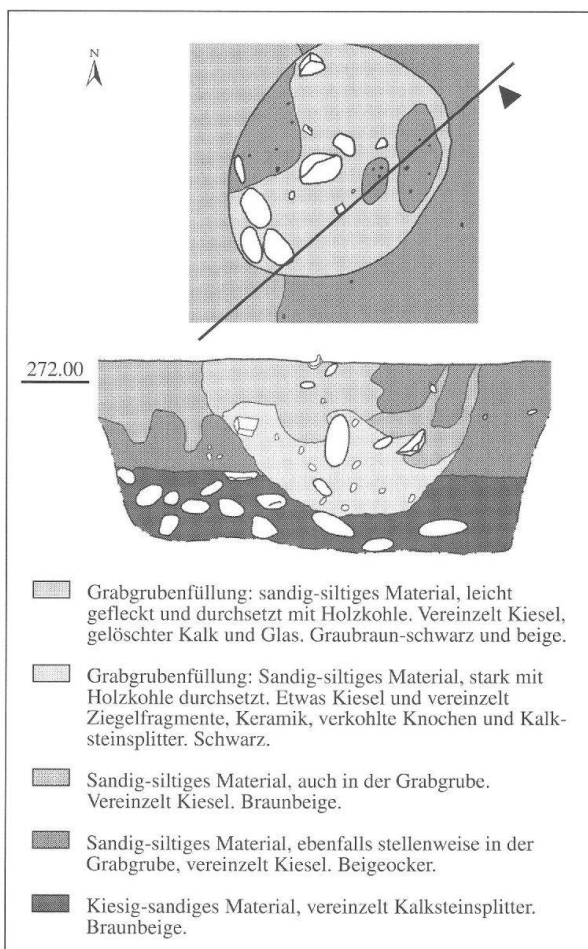 N
272.00
Grabgrubenfüllung: sandig-siltiges Material, leicht
gefleckt und durchsetzt mit Holzkohle. Vereinzelt Kiesel,
gelöschter Kalk und Glas. Graubraun-schwarz und beige.
Grabgrubenfüllung: Sandig-siltiges Material, stark mit
Holzkohle durchsetzt. Etwas Kiesel und vereinzelt
Ziegelfragmente, Keramik, verkohlte Knochen und Kalk-
steinsplitter. Schwarz.
Sandig-siltiges Material, auch in der Grabgrube.
Vereinzelt Kiesel. Braunbeige.
Sandig-siltiges Material, ebenfalls stellenweise in der
Grabgrube, vereinzelt Kiesel. Beigeocker.
Kiesig-sandiges Material, vereinzelt Kalksteinsplitter.
Braunbeige.